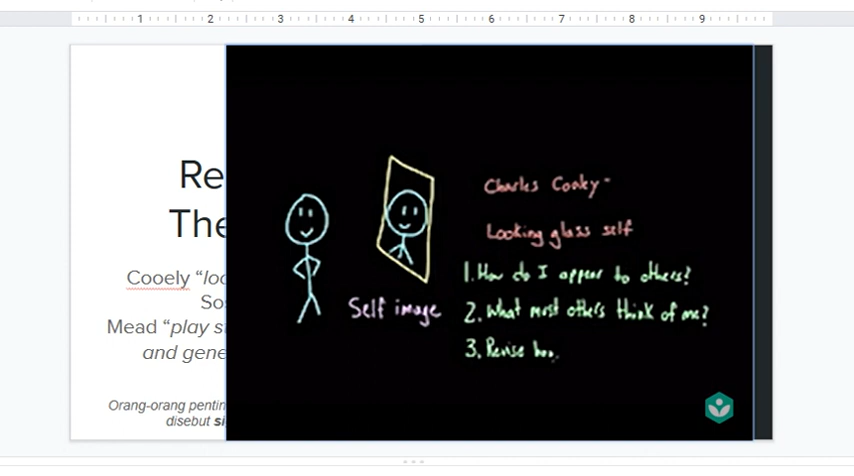 1 2 3 4 5 6 7 8 9
Re
The
Cooely “loo
So
Mead “play s
and gene
Orang-orang pentin
disebut si
Charles Cooley-
Looking glass self
1. How do I appear to others?
2. What must others think of me?
3. Revise how
Self image